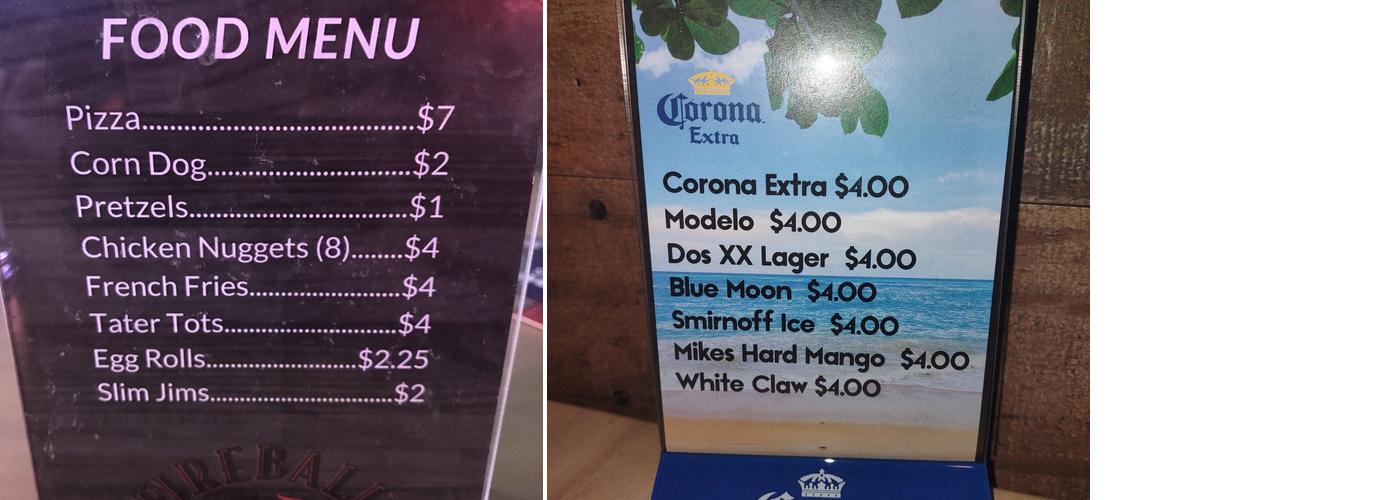 FOOD MENU
Pizza........................................$7
Corn Dog..............................$2
Pretzels................................$1
Chicken Nuggets (8)........$4
French Fries.......................$4
Tater Tots..........................$4
Egg Rolls.......................$2.25
Slim Jims............................$2
FIREBALL
Corona
Extra
Corona Extra $4.00
Modelo $4.00
Dos XX Lager $4.00
Blue Moon $4.00
Smirnoff Ice $4.00
Mikes Hard Mango $4.00
White Claw $4.00